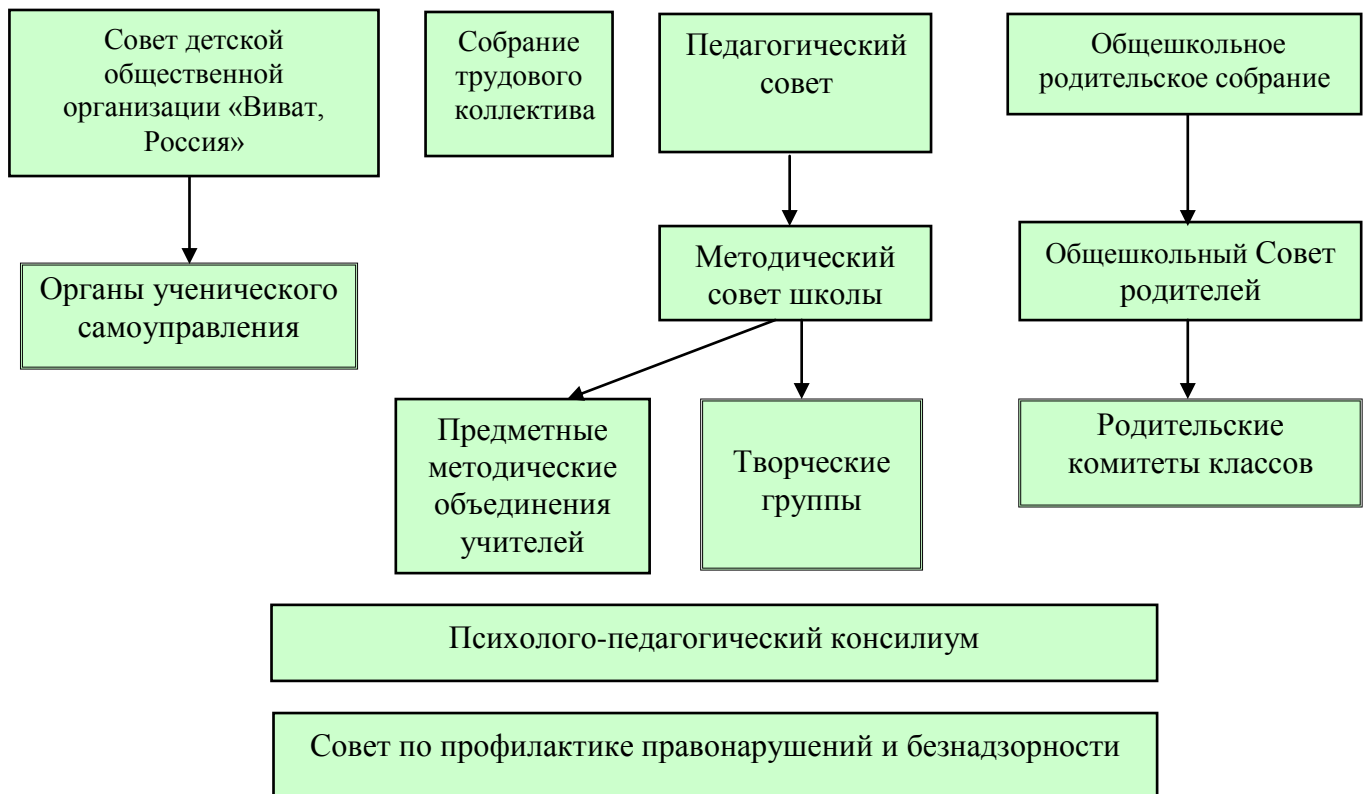 Совет детской
общественной
организации «Виват,
Россия»
Собрание
трудового
коллектива
Педагогический
совет
Общешкольное
родительское собрание
Органы ученического
самоуправления
Методический
совет школы
Общешкольный Совет
родителей
Предметные
методические
объединения
учителей
Творческие
группы
Родительские
комитеты классов
Психолого-педагогический консилиум
Совет по профилактике правонарушений и безнадзорности